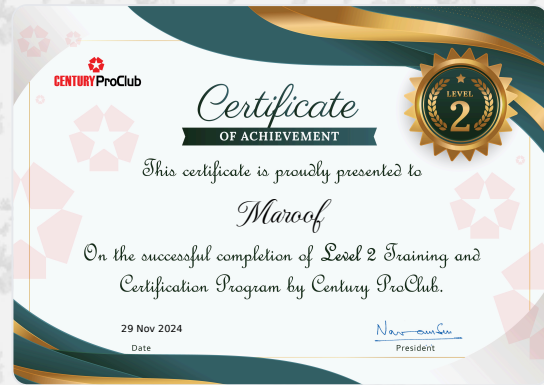 CENTURY ProClub
Certificate
OF ACHIEVEMENT
LEVEL
2
This certificate is proudly presented to
Maroof
On the successful completion of Level 2 Training and
Certification Program by Century ProClub.
29 Nov 2024
Date
President